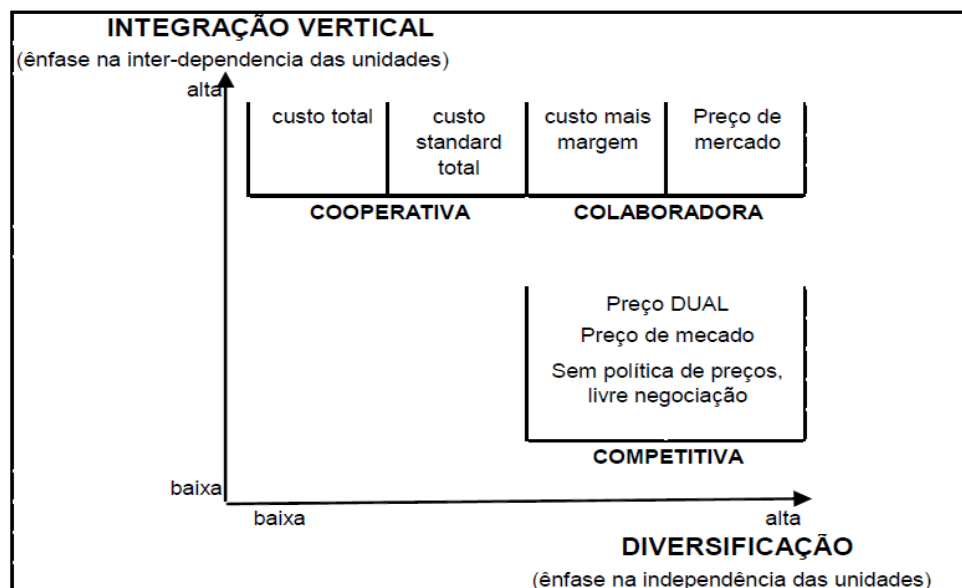 INTEGRAÇÃO VERTICAL
(ênfase na inter-dependencia das unidades)
alta
custo total
custo
standard
total
custo mais
margem
Preço de
mercado
COOPERATIVA
COLABORADORA
Preço DUAL
Preço de mecado
Sem política de preços,
livre negociação
COMPETITIVA
baixa
baixa
alta
DIVERSIFICAÇÃO
(ênfase na independência das unidades)